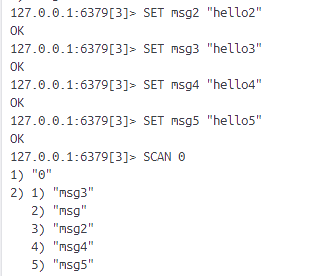 127.0.0.1:6379[3]> SET msg2 "hello2"
OK
127.0.0.1:6379[3]> SET msg3 "hello3"
OK
127.0.0.1:6379[3]> SET msg4 "hello4"
OK
127.0.0.1:6379[3]> SET msg5 "hello5"
OK
127.0.0.1:6379[3]> SCAN 0
1) "0"
2) 1) "msg3"
   2) "msg"
   3) "msg2"
   4) "msg4"
   5) "msg5"